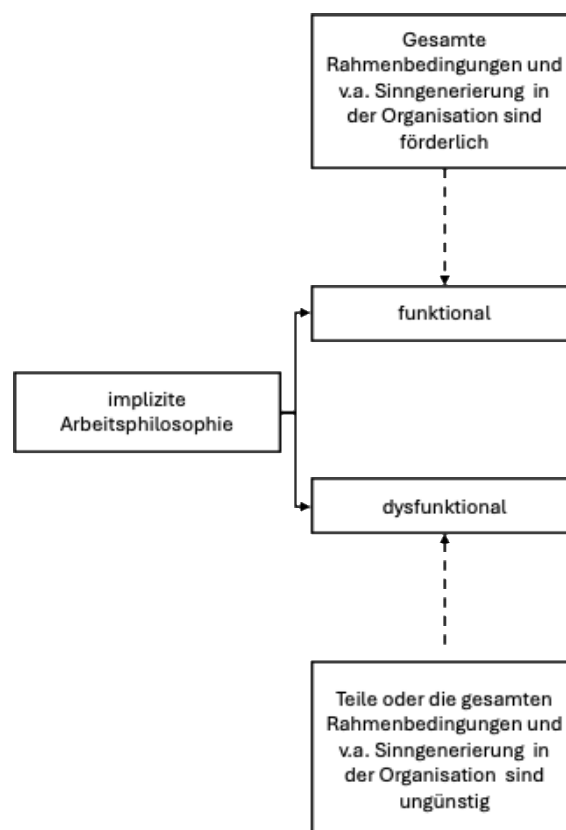 Gesamte
Rahmenbedingungen und
v.a. Sinngenerierung in
der Organisation sind
förderlich
funktional
implizite
Arbeitsphilosophie
dysfunktional
Teile oder die gesamten
Rahmenbedingungen und
v.a. Sinngenerierung in
der Organisation sind
ungünstig